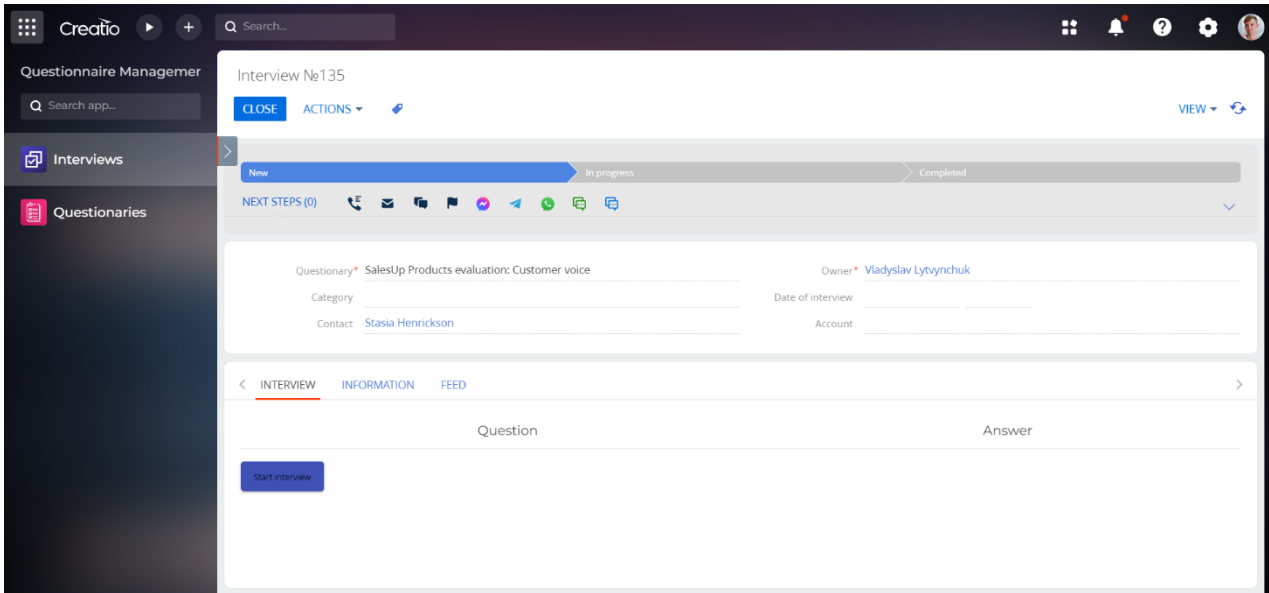 Creatio
Search...
Questionnaire Managemer
Search app...
Interviews
Questionaries
Interview №135
CLOSE ACTIONS VIEW
New In progress Completed
NEXT STEPS (0)
Questionary* SalesUp Products evaluation: Customer voice Owner* Vladyslav Lytvynchuk
Category Date of interview
Contact Stasia Henrickson Account
INTERVIEW INFORMATION FEED
Question Answer
Start interview